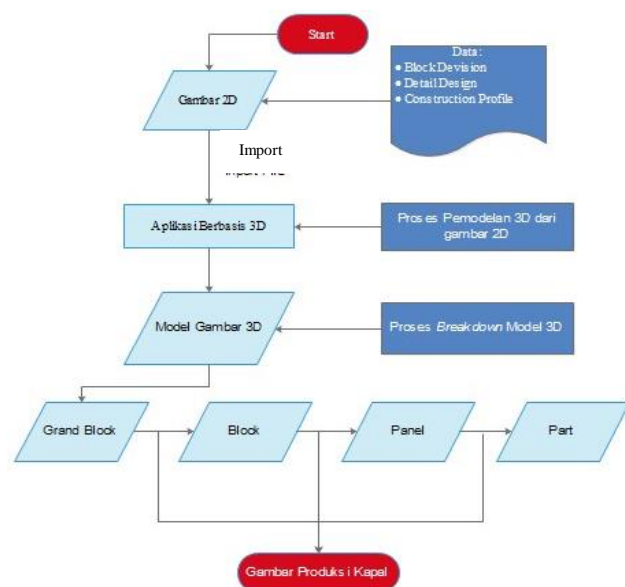 Start
Data:
• Block Devision
• Detail Design
• Construction Profile
Gambar 2D
Import
Aplikasi Berbasis 3D
Proses Pemodelan 3D dari
gambar 2D
Model Gambar 3D
Proses Breakdown Model 3D
Grand Block
Block
Panel
Part
Gambar Produksi Kapal